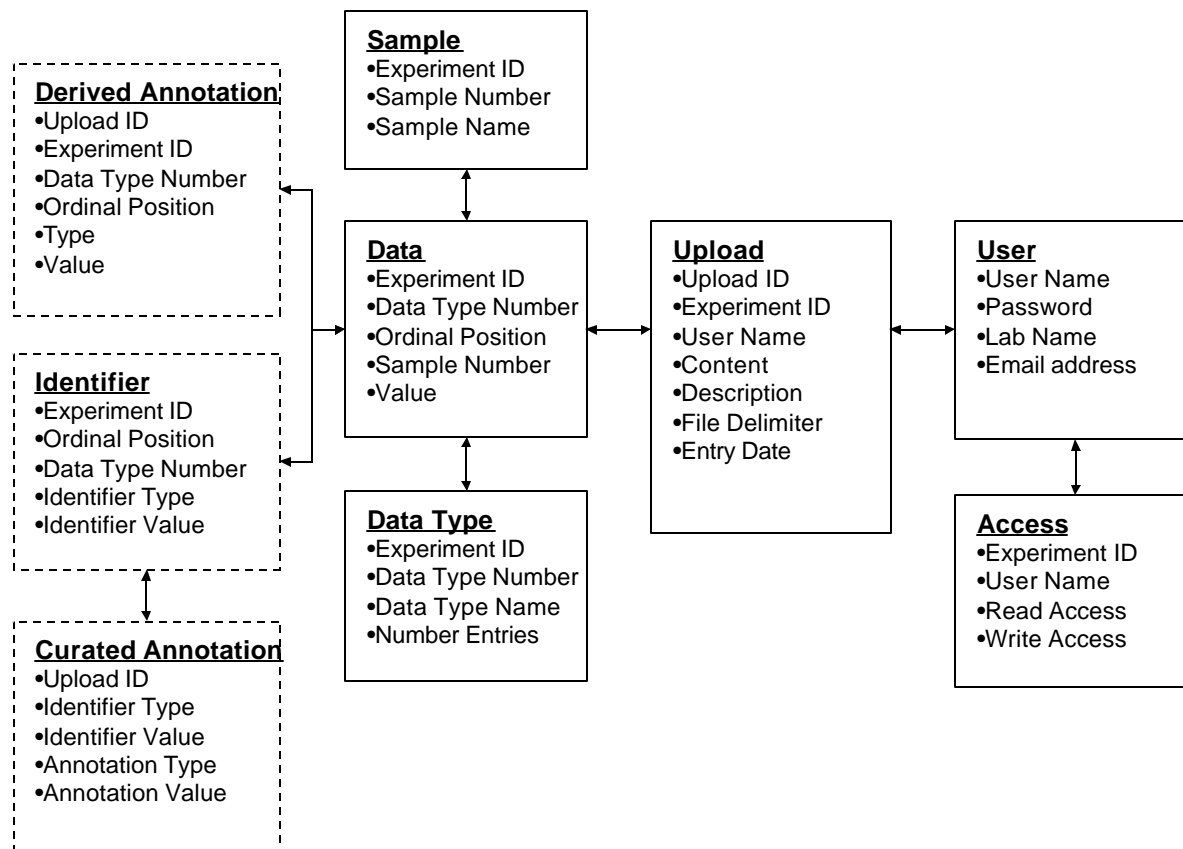 Sample
•Experiment ID
•Sample Number
•Sample Name
Derived Annotation
•Upload ID
•Experiment ID
•Data Type Number
•Ordinal Position
•Type
•Value
Data
•Experiment ID
•Data Type Number
•Ordinal Position
•Sample Number
•Value
Upload
•Upload ID
•Experiment ID
•User Name
•Content
•Description
•File Delimiter
•Entry Date
User
•User Name
•Password
•Lab Name
•Email address
Identifier
•Experiment ID
•Ordinal Position
•Data Type Number
•Identifier Type
•Identifier Value
Data Type
•Experiment ID
•Data Type Number
•Data Type Name
•Number Entries
Access
•Experiment ID
•User Name
•Read Access
•Write Access
Curated Annotation
•Upload ID
•Identifier Type
•Identifier Value
•Annotation Type
•Annotation Value